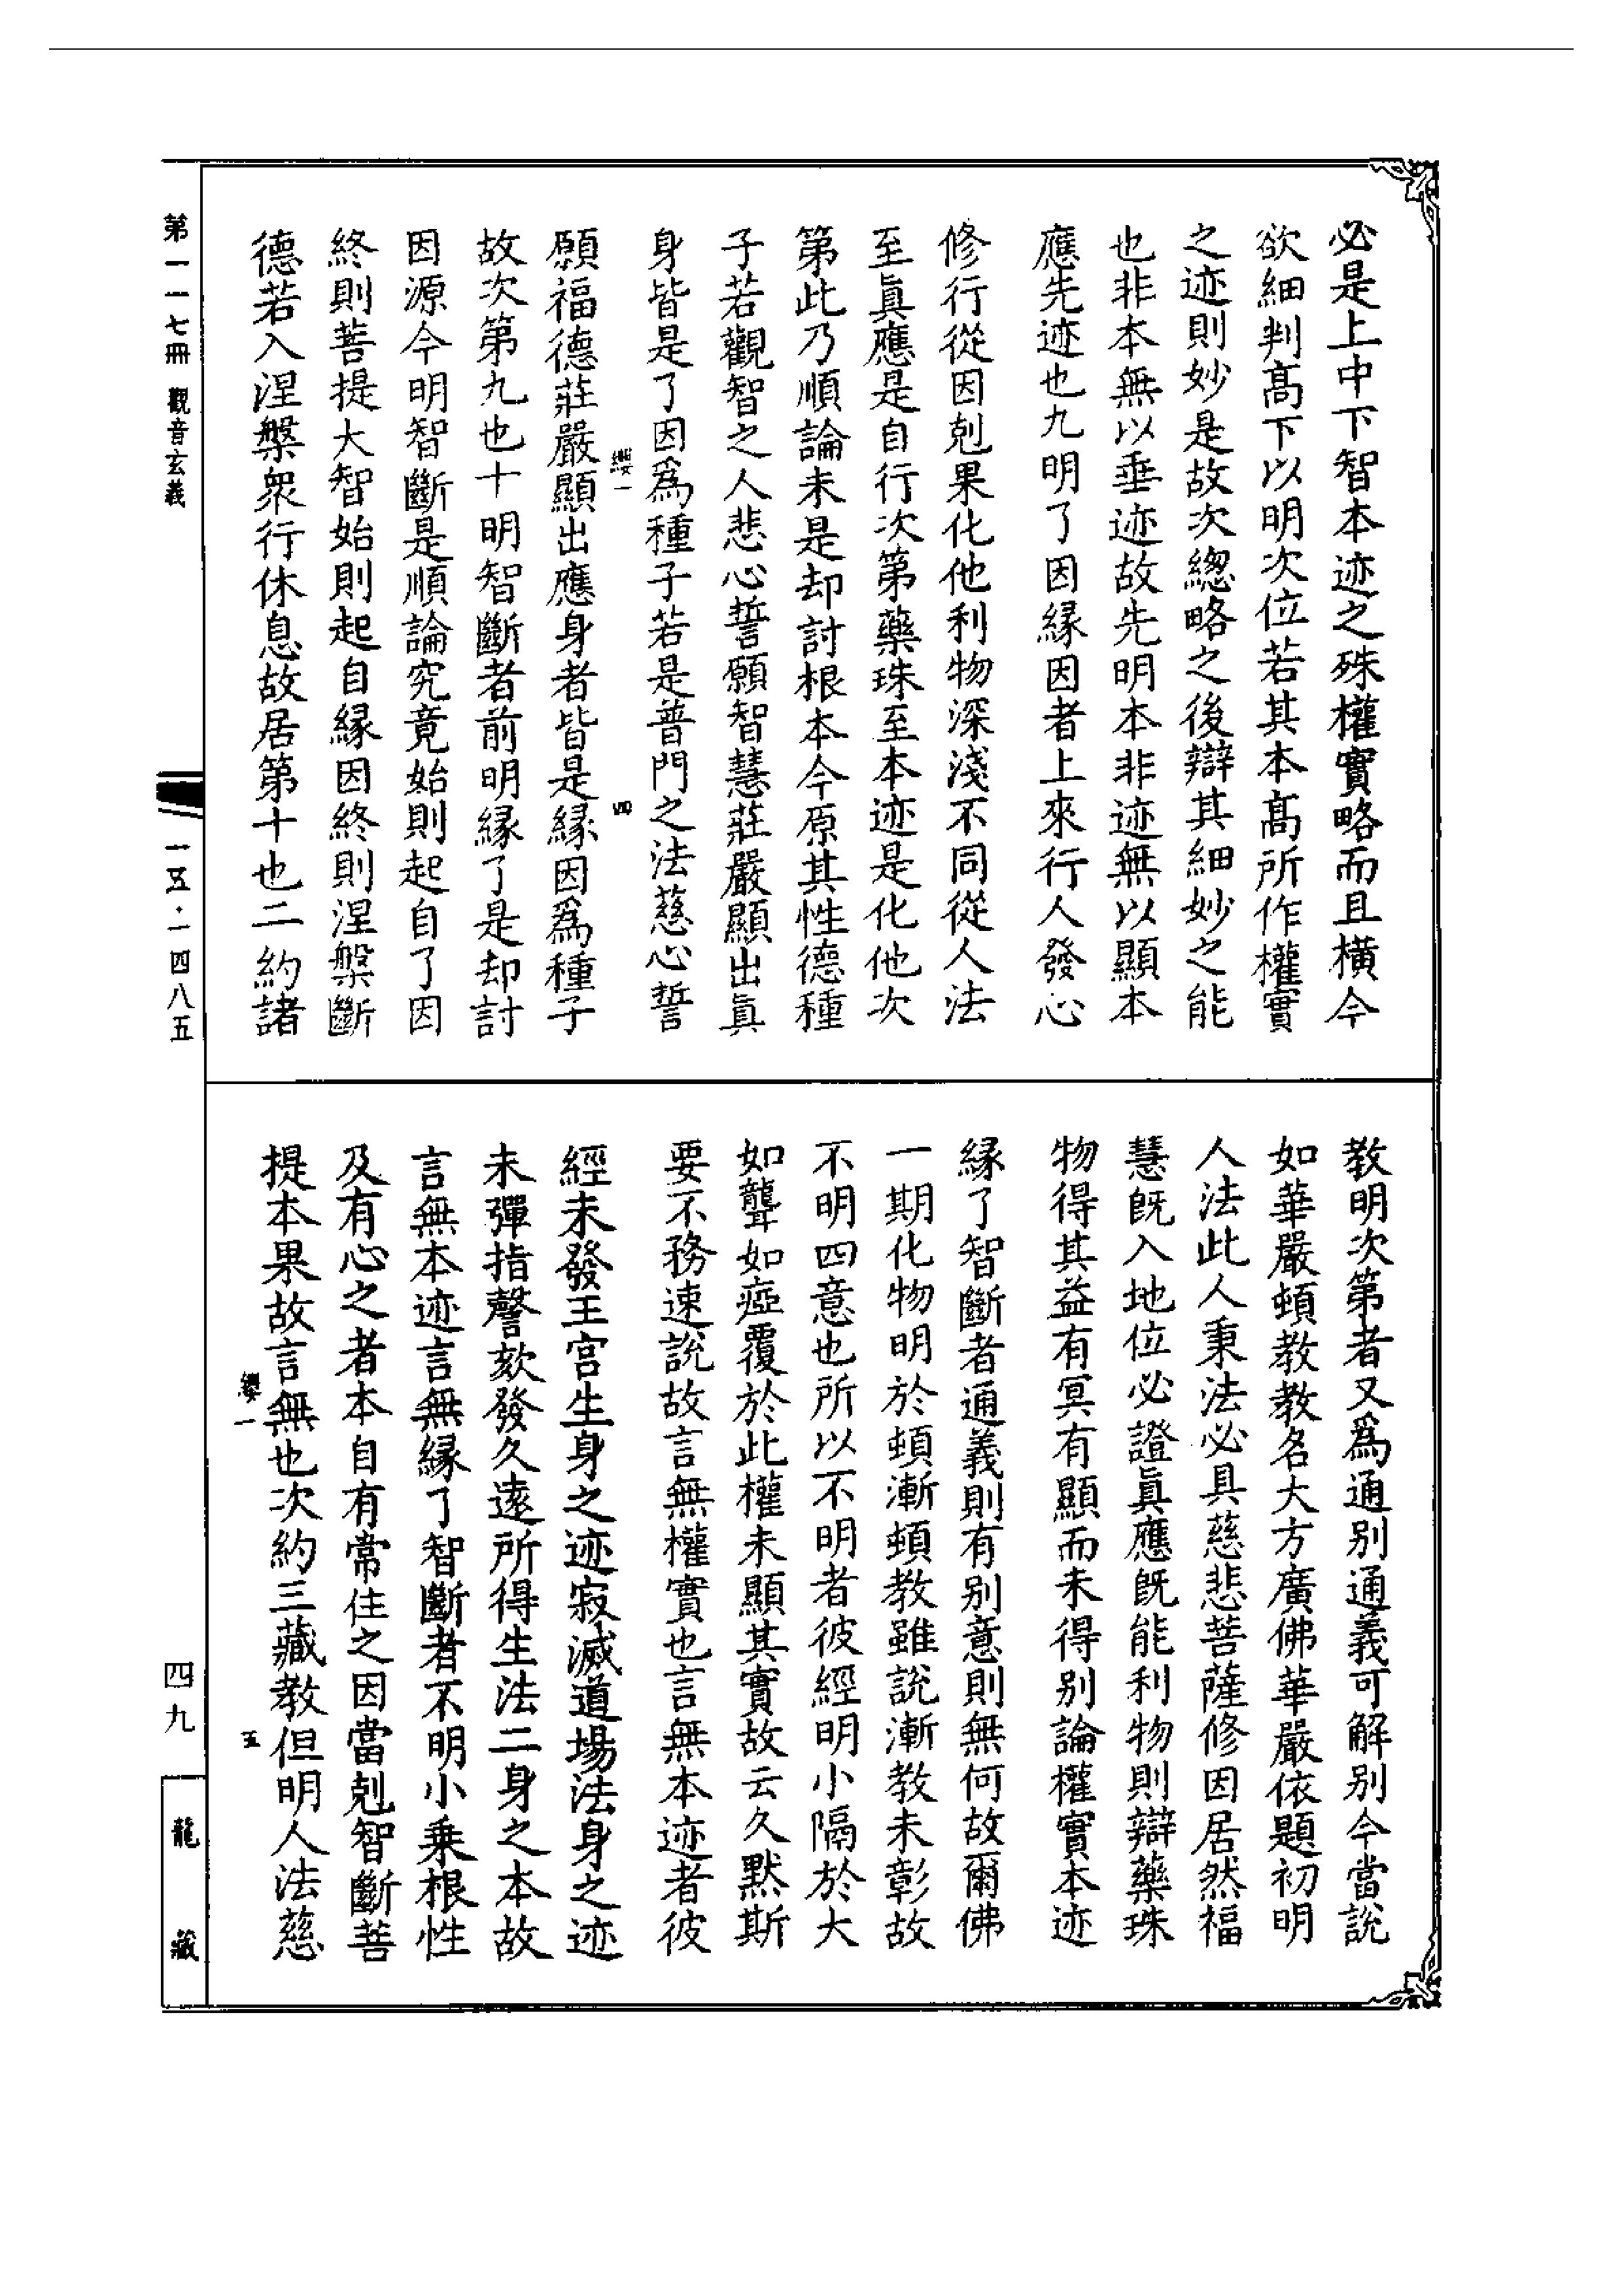 必是上中下智本迹之殊權實略而且橫今
欲細判髙下以明次位若其本髙所作權實
之迹則妙是故次總略之後辯其細妙之能
也非本無以垂迹故先明本非迹無以顯本
應先迹也九明了因緣因者上來行人發心
修行從因剋果化他利物深淺不同從人法
至眞應是自行次第藥珠至本迹是化他次
第此乃順論未是却討根本今原其性德種
子若觀智之人悲心誓願智慧莊嚴顯出眞
身皆是了因爲種子若是普門之法慈心誓
纓一
四
願福德莊嚴顯出應身者皆是緣因爲種子
故次第九也十明智斷者前明緣了是却討
因源今明智斷是順論究竟始則起自了因
終則菩提大智始則起自緣因終則涅槃斷
德若入涅槃衆行休息故居第十也二約諸
教明次第者又爲通别通義可解别今當説
如華嚴頓教教名大方廣佛華嚴依題初明
人法此人秉法必具慈悲菩薩修因居然福
慧旣入地位必證眞應旣能利物則辯藥珠
物得其益有冥有顯而未得别論權實本迹
緣了智斷者通義則有别意則無何故爾佛
一期化物明於頓漸頓教雖説漸教未彰故
不明四意也所以不明者彼經明小隔於大
如聾如瘂覆於此權未顯其實故云久默斯
要不務速説故言無權實也言無本迹者彼
經未發王宫生身之迹寂滅道場法身之迹
未彈指謦欬發久遠所得生法二身之本故
言無本迹言無緣了智斷者不明小乘根性
及有心之者本自有常住之因當剋智斷菩
提本果故言無也次約三藏教但明人法慈
纓一
五
第一一七冊 觀音玄義
一五·一四八五
四九
龍藏